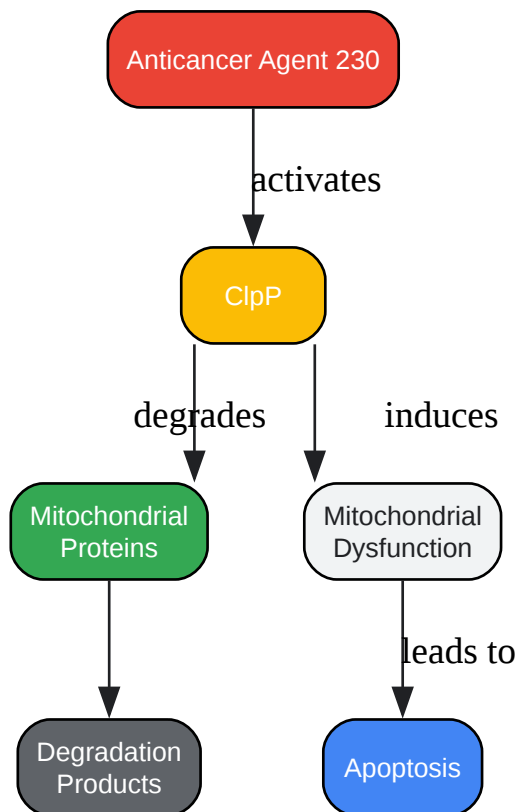 Anticancer Agent 230
activates
ClpP
degrades
induces
Mitochondrial
Proteins
Mitochondrial
Dysfunction
leads to
Degradation
Products
Apoptosis